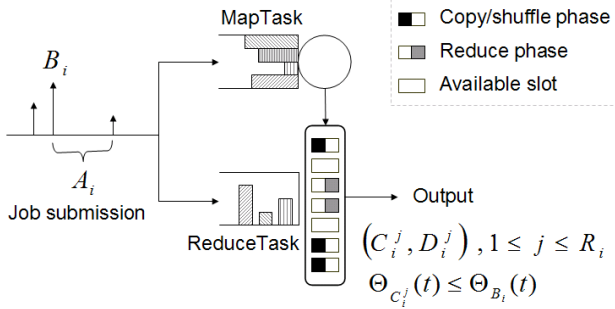 MapTask
Copy/shuffle phase
Reduce phase
Available slot
B_i
A_i
Job submission
ReduceTask
Output
(C_i^j, D_i^j), 1 ≤ j ≤ R_i
Θ_{C_i^j}(t) ≤ Θ_{B_i}(t)